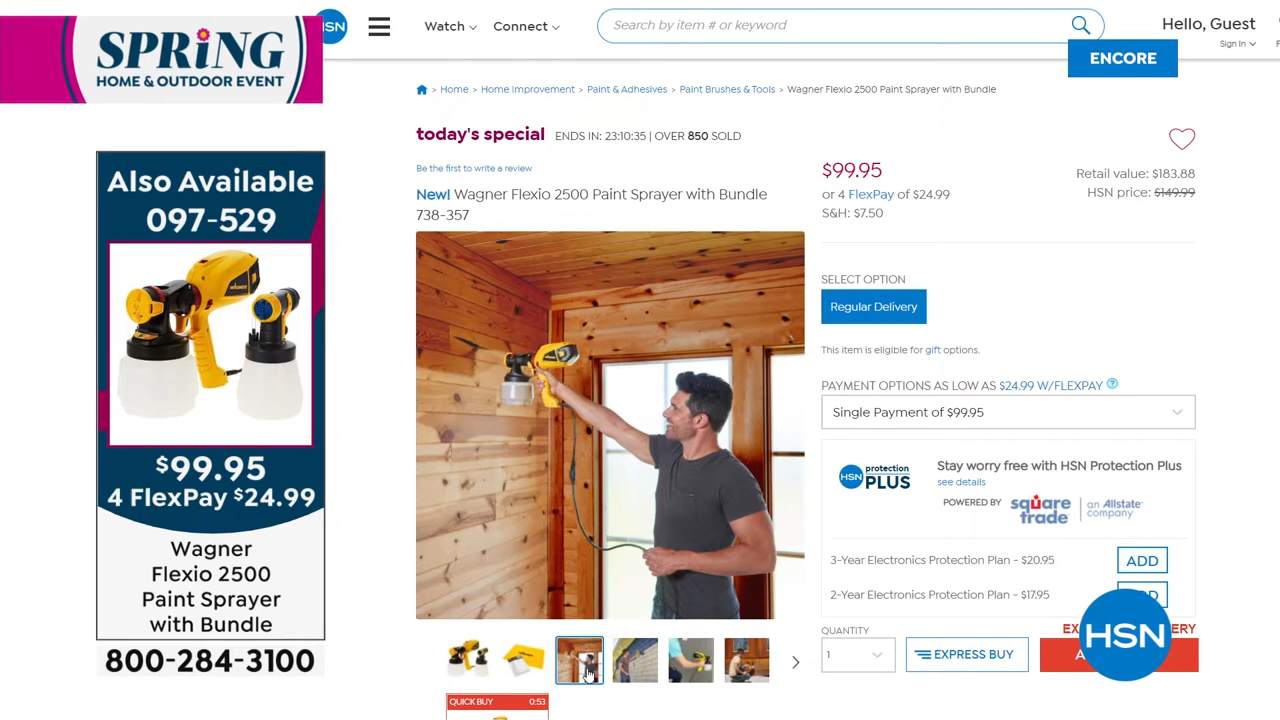 SPRiNG
HOME & OUTDOOR EVENT
HSN
Watch
Connect
Search by item # or keyword
Hello, Guest
Sign In
ENCORE
> Home > Home Improvement > Paint & Adhesives > Paint Brushes & Tools > Wagner Flexio 2500 Paint Sprayer with Bundle
Also Available
097-529
$99.95
4 FlexPay $24.99
Wagner
Flexio 2500
Paint Sprayer
with Bundle
800-284-3100
today's special ENDS IN: 23:10:35 | OVER 850 SOLD
Be the first to write a review
New! Wagner Flexio 2500 Paint Sprayer with Bundle
738-357
$99.95
or 4 FlexPay of $24.99
S&H: $7.50
Retail value: $183.88
HSN price: $149.99
SELECT OPTION
Regular Delivery
This item is eligible for gift options.
PAYMENT OPTIONS AS LOW AS $24.99 W/FLEXPAY ?
Single Payment of $99.95
HSN protection
PLUS
Stay worry free with HSN Protection Plus
see details
POWERED BY square
trade
an Allstate
company
3-Year Electronics Protection Plan - $20.95 ADD
2-Year Electronics Protection Plan - $17.95
QUANTITY
1
EXPRESS BUY
HSN
QUICK BUY 0:53